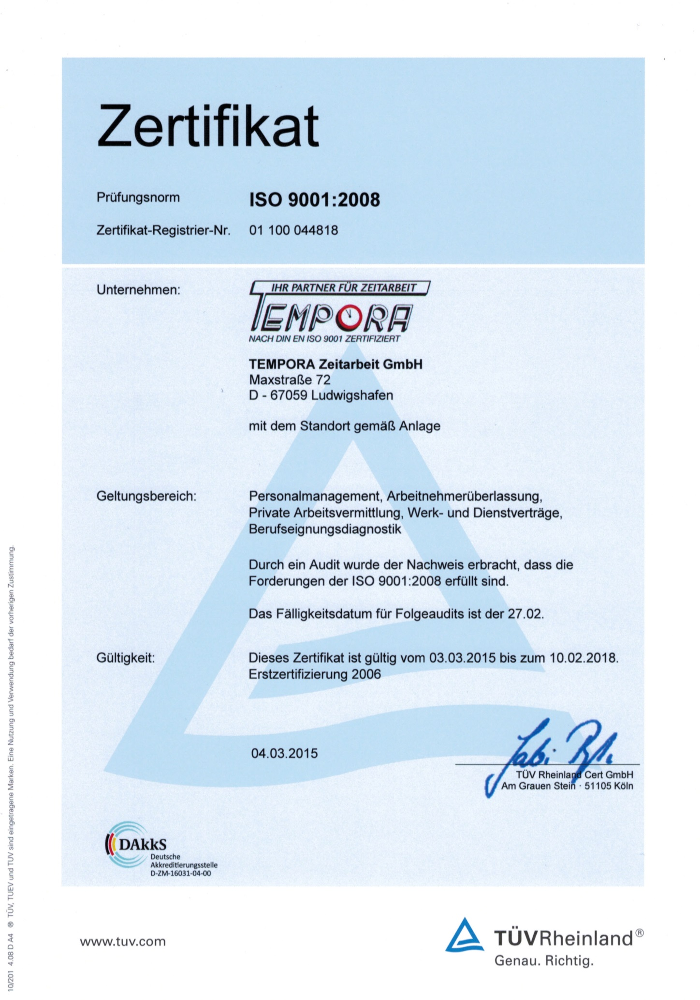 Zertifikat
Prüfungsnorm ISO 9001:2008
Zertifikat-Registrier-Nr. 01 100 044818
Unternehmen:
IHR PARTNER FÜR ZEITARBEIT
TEMPORA
NACH DIN EN ISO 9001 ZERTIFIZIERT
TEMPORA Zeitarbeit GmbH
Maxstraße 72
D - 67059 Ludwigshafen
mit dem Standort gemäß Anlage
Geltungsbereich: Personalmanagement, Arbeitnehmerüberlassung,
Private Arbeitsvermittlung, Werk- und Dienstverträge,
Berufseignungsdiagnostik
Durch ein Audit wurde der Nachweis erbracht, dass die
Forderungen der ISO 9001:2008 erfüllt sind.
Das Fälligkeitsdatum für Folgeaudits ist der 27.02.
Gültigkeit: Dieses Zertifikat ist gültig vom 03.03.2015 bis zum 10.02.2018.
Erstzertifizierung 2006
04.03.2015
TÜV Rheinland Cert GmbH
Am Grauen Stein · 51105 Köln
DAkkS
Deutsche
Akkreditierungsstelle
D-ZM-16031-04-00
www.tuv.com
TÜVRheinland®
Genau. Richtig.
10/201 4.08 D A4 ® TÜV, TUEV und TUV sind eingetragene Marken. Eine Nutzung und Verwendung bedarf der vorherigen Zustimmung.